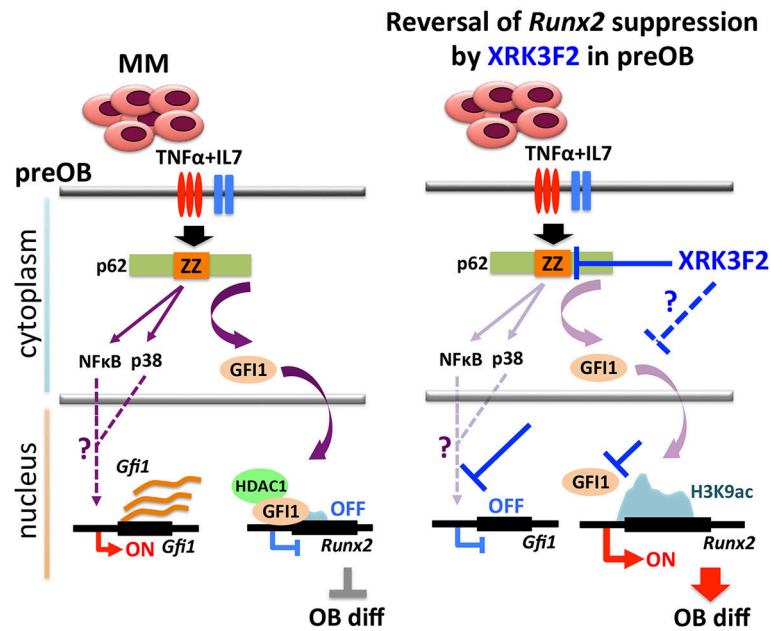 MM
TNFα+IL7
preOB
cytoplasm
p62
ZZ
NFκB
p38
GFI1
nucleus
?
Gfi1
HDAC1
GFI1
OFF
ON
Gfi1
Runx2
OB diff
Reversal of Runx2 suppression
by XRK3F2 in preOB
TNFα+IL7
p62
ZZ
XRK3F2
?
NFκB
p38
GFI1
?
GFI1
H3K9ac
OFF
Gfi1
ON
Runx2
OB diff